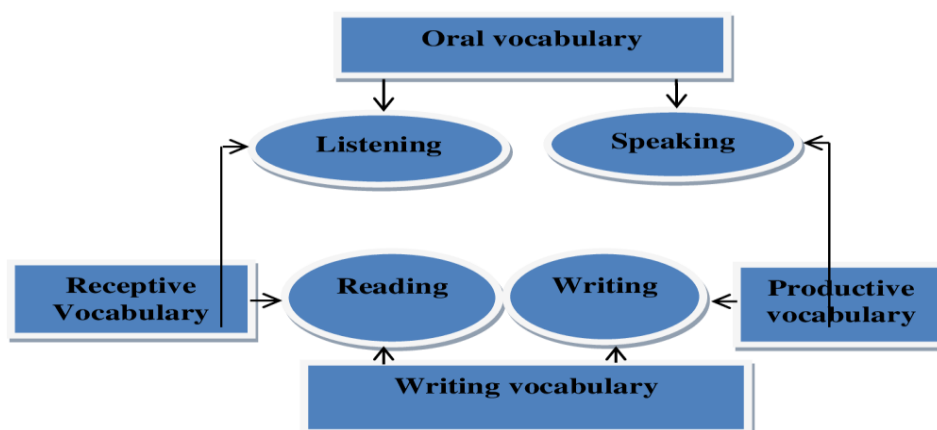 Oral vocabulary
Listening
Speaking
Receptive
Vocabulary
Reading
Writing
Productive
vocabulary
Writing vocabulary